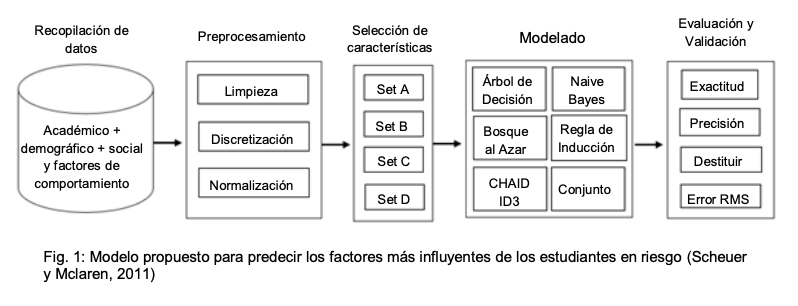 Recopilación de
datos
Académico +
demográfico + social
y factores de
comportamiento
Preprocesamiento
Limpieza
Discretización
Normalización
Selección de
características
Set A
Set B
Set C
Set D
Modelado
Árbol de
Decisión
Naive
Bayes
Bosque
al Azar
Regla de
Inducción
CHAID
ID3
Conjunto
Evaluación y
Validación
Exactitud
Precisión
Destituir
Error RMS
Fig. 1: Modelo propuesto para predecir los factores más influyentes de los estudiantes en riesgo (Scheuer
y Mclaren, 2011)